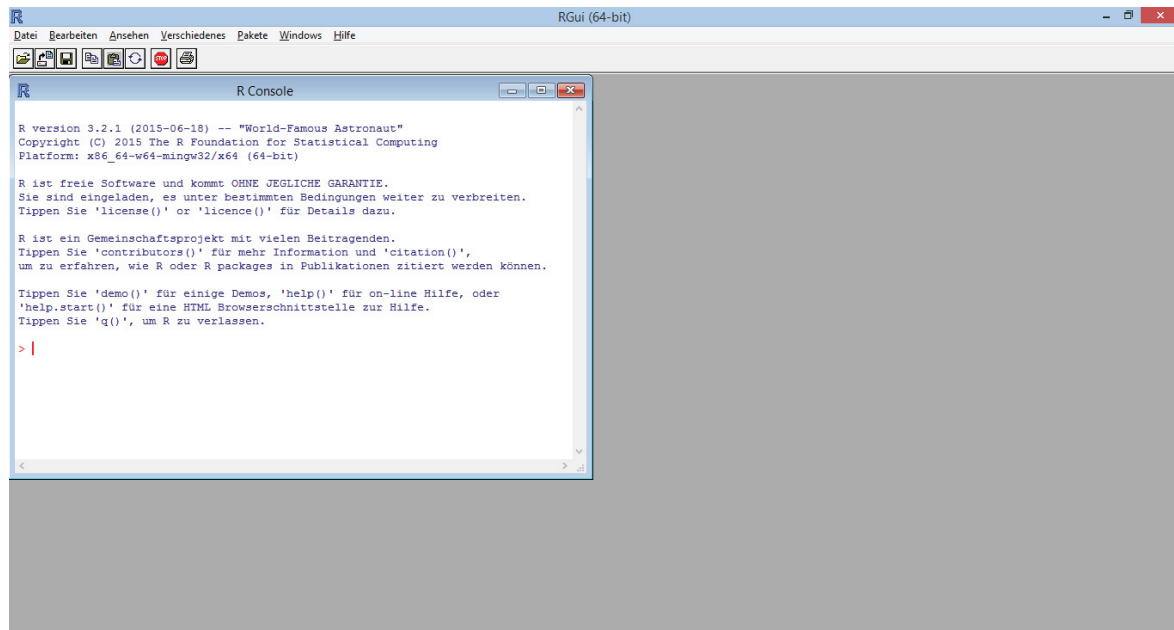 RGui (64-bit)
Datei Bearbeiten Ansehen Verschiedenes Pakete Windows Hilfe
STOP
R Console
R version 3.2.1 (2015-06-18) -- "World-Famous Astronaut"
Copyright (C) 2015 The R Foundation for Statistical Computing
Platform: x86_64-w64-mingw32/x64 (64-bit)
R ist freie Software und kommt OHNE JEGLICHE GARANTIE.
Sie sind eingeladen, es unter bestimmten Bedingungen weiter zu verbreiten.
Tippen Sie 'license()' or 'licence()' für Details dazu.
R ist ein Gemeinschaftsprojekt mit vielen Beitragenden.
Tippen Sie 'contributors()' für mehr Information und 'citation()',
um zu erfahren, wie R oder R packages in Publikationen zitiert werden können.
Tippen Sie 'demo()' für einige Demos, 'help()' für on-line Hilfe, oder
'help.start()' für eine HTML Browserschnittstelle zur Hilfe.
Tippen Sie 'q()', um R zu verlassen.
>